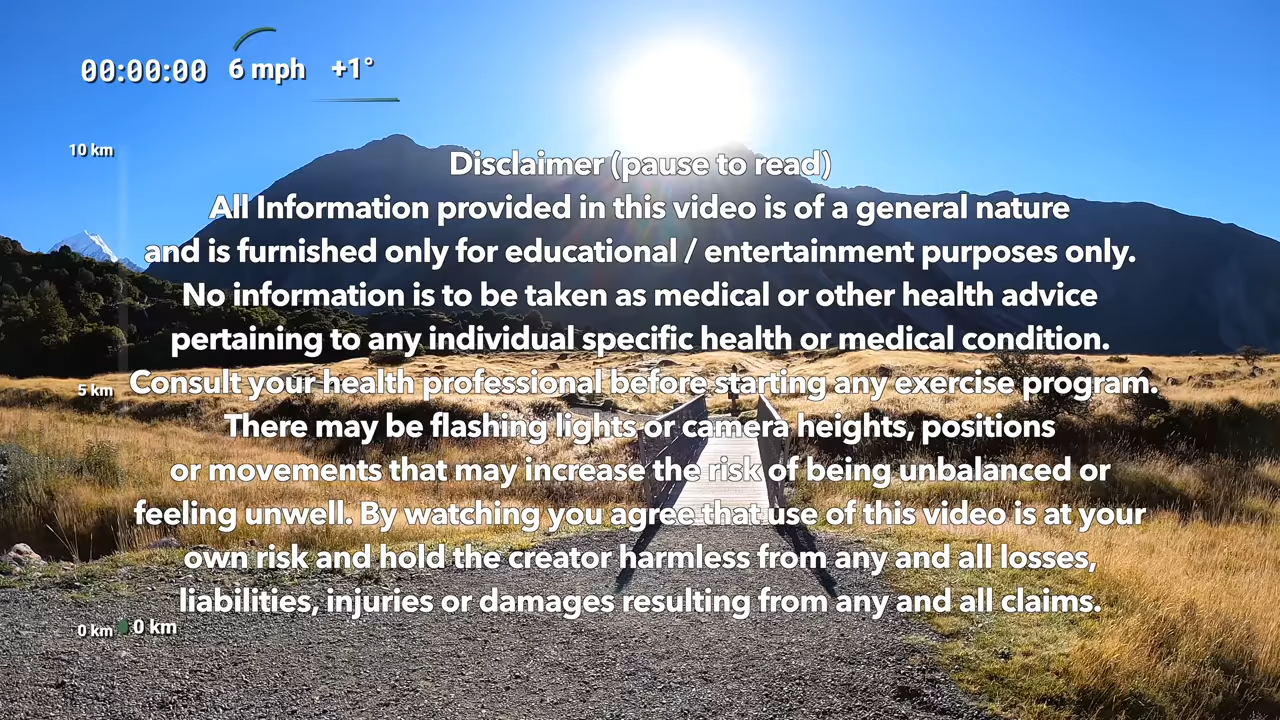 00:00:00 6 mph +1°
10 km
Disclaimer (pause to read)
All Information provided in this video is of a general nature
and is furnished only for educational / entertainment purposes only.
No information is to be taken as medical or other health advice
pertaining to any individual specific health or medical condition.
5 km
Consult your health professional before starting any exercise program.
There may be flashing lights or camera heights, positions
or movements that may increase the risk of being unbalanced or
feeling unwell. By watching you agree that use of this video is at your
own risk and hold the creator harmless from any and all losses,
liabilities, injuries or damages resulting from any and all claims.
0 km 0 km